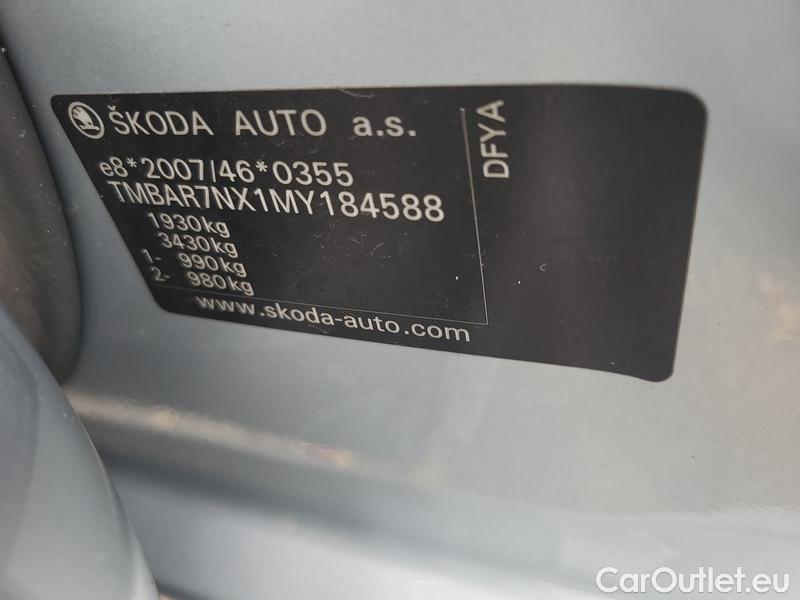 ŠKODA AUTO a.s.
DFYA
e8*2007/46*0355
TMBAR7NX1MY184588
1930kg
3430kg
1- 990kg
2- 980kg
www.skoda-auto.com
CarOutlet.eu